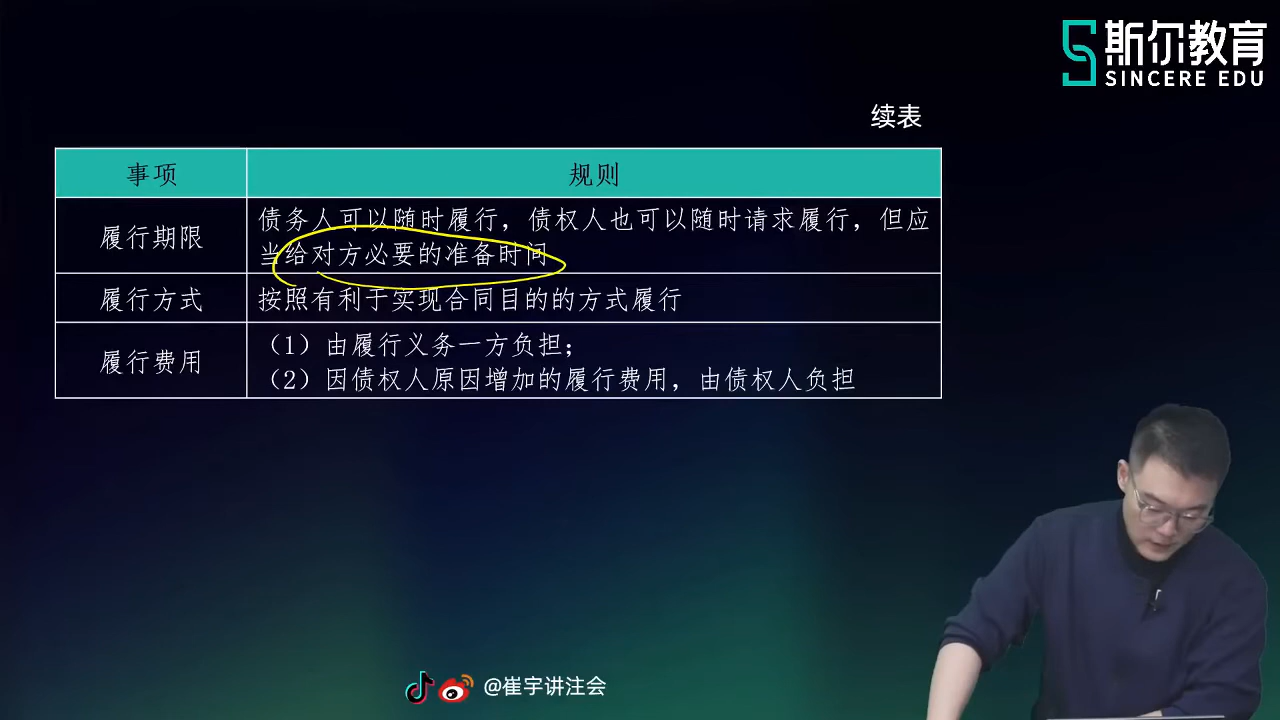 斯尔教育
SINCERE EDU
续表
事项
规则
履行期限
债务人可以随时履行，债权人也可以随时请求履行，但应
当给对方必要的准备时间
履行方式
按照有利于实现合同目的的方式履行
履行费用
（1）由履行义务一方负担；
（2）因债权人原因增加的履行费用，由债权人负担
@崔宇讲注会